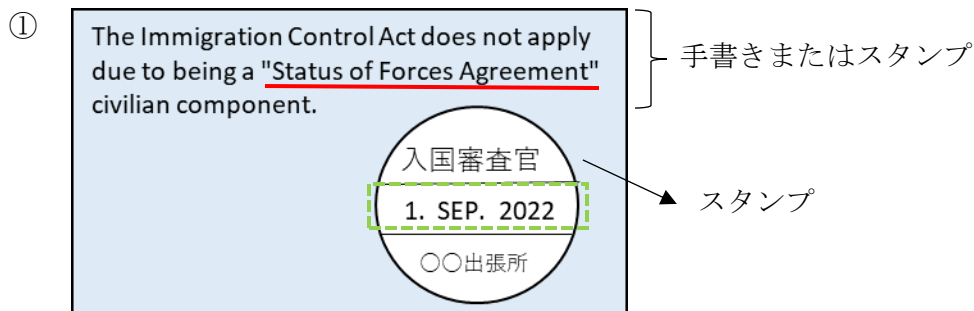 ①
The Immigration Control Act does not apply
due to being a "Status of Forces Agreement"
civilian component.
手書きまたはスタンプ
入国審査官
1. SEP. 2022
〇〇出張所
スタンプ